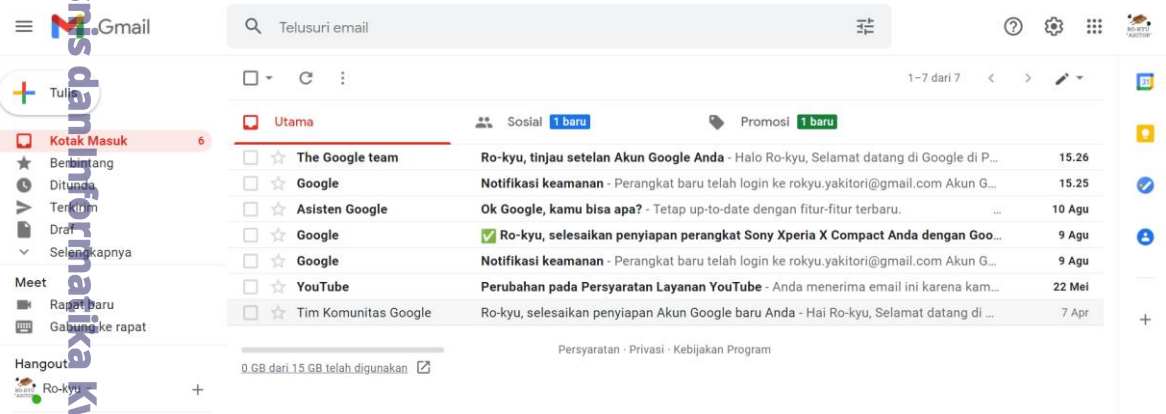 Gmail
Telusuri email
Tulis
1–7 dari 7
Utama
Sosial 1 baru
Promosi 1 baru
Kotak Masuk 6
Berbintang
Ditunda
Terkirim
Draf
Selengkapnya
The Google team Ro-kyu, tinjau setelan Akun Google Anda - Halo Ro-kyu, Selamat datang di Google di P... 15.26
Google Notifikasi keamanan - Perangkat baru telah login ke rokyu.yakitori@gmail.com Akun G... 15.25
Asisten Google Ok Google, kamu bisa apa? - Tetap up-to-date dengan fitur-fitur terbaru. ... 10 Agu
Google ✅ Ro-kyu, selesaikan penyiapan perangkat Sony Xperia X Compact Anda dengan Goo... 9 Agu
Google Notifikasi keamanan - Perangkat baru telah login ke rokyu.yakitori@gmail.com Akun G... 9 Agu
YouTube Perubahan pada Persyaratan Layanan YouTube - Anda menerima email ini karena kam... 22 Mei
Tim Komunitas Google Ro-kyu, selesaikan penyiapan Akun Google baru Anda - Hai Ro-kyu, Selamat datang di ... 7 Apr
Meet
Rapat baru
Gabung ke rapat
Hangout
Ro-kyu
0 GB dari 15 GB telah digunakan
Persyaratan · Privasi · Kebijakan Program
31
RO-KYU
dan Informatika